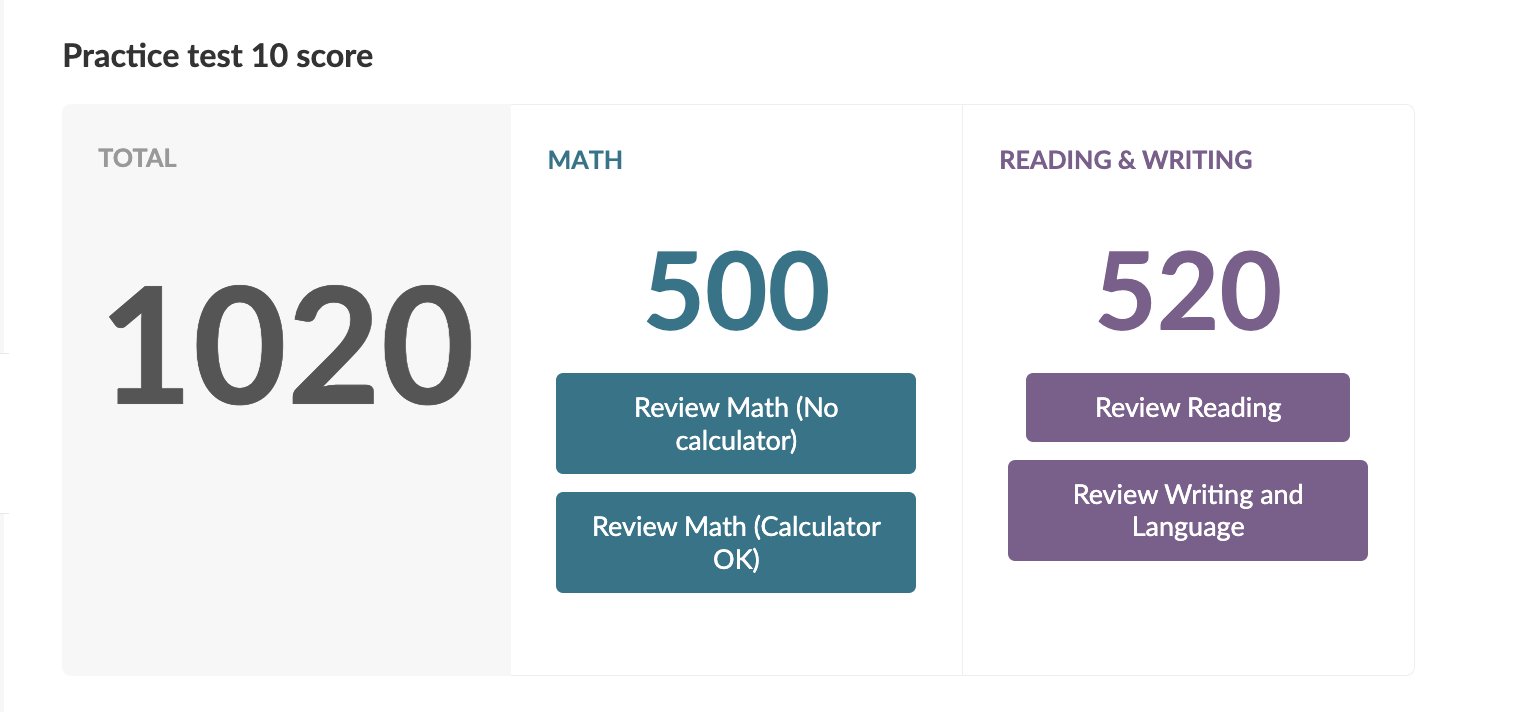 Practice test 10 score
TOTAL
1020
MATH
500
Review Math (No
calculator)
Review Math (Calculator
OK)
READING & WRITING
520
Review Reading
Review Writing and
Language